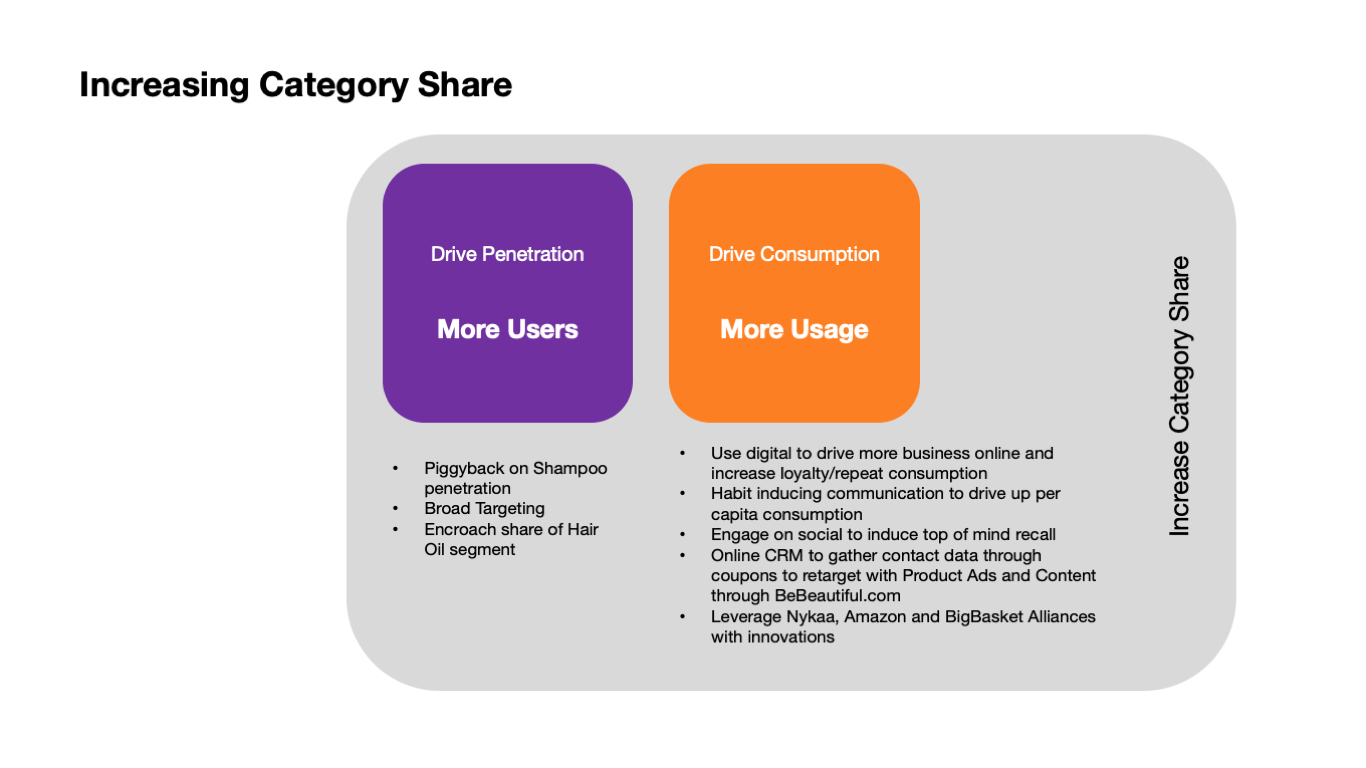 Increasing Category Share
Drive Penetration
More Users
• Piggyback on Shampoo
penetration
• Broad Targeting
• Encroach share of Hair
Oil segment
Drive Consumption
More Usage
• Use digital to drive more business online and
increase loyalty/repeat consumption
• Habit inducing communication to drive up per
capita consumption
• Engage on social to induce top of mind recall
• Online CRM to gather contact data through
coupons to retarget with Product Ads and Content
through BeBeautiful.com
• Leverage Nykaa, Amazon and BigBasket Alliances
with innovations
Increase Category Share